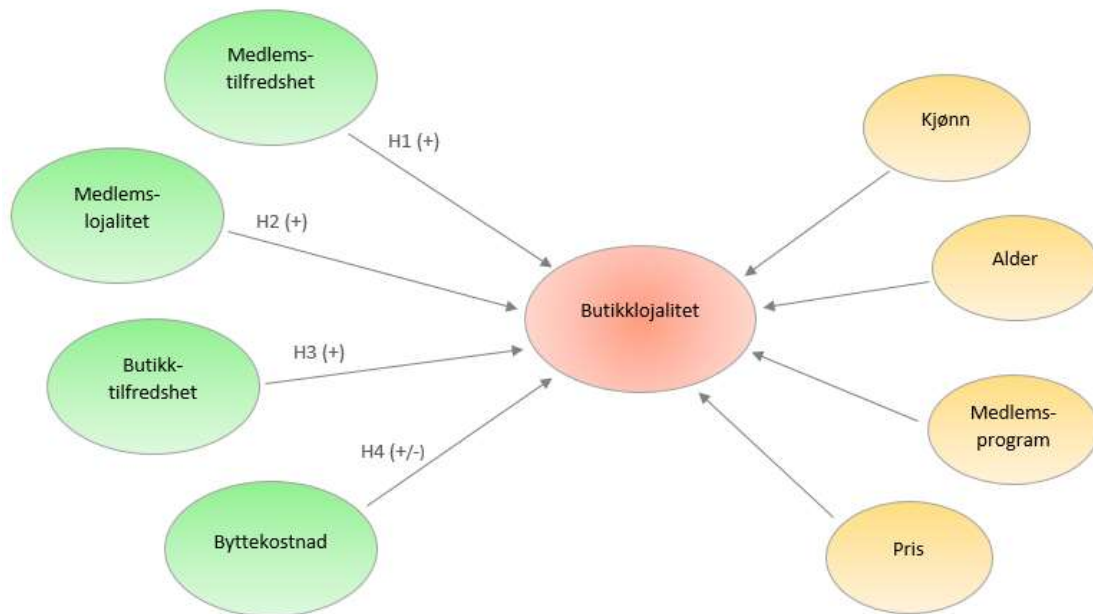 Medlems-
tilfredshet
H1 (+)
Medlems-
lojalitet
H2 (+)
Butikk-
tilfredshet
H3 (+)
Byttekostnad
H4 (+/-)
Butikklojalitet
Kjønn
Alder
Medlems-
program
Pris